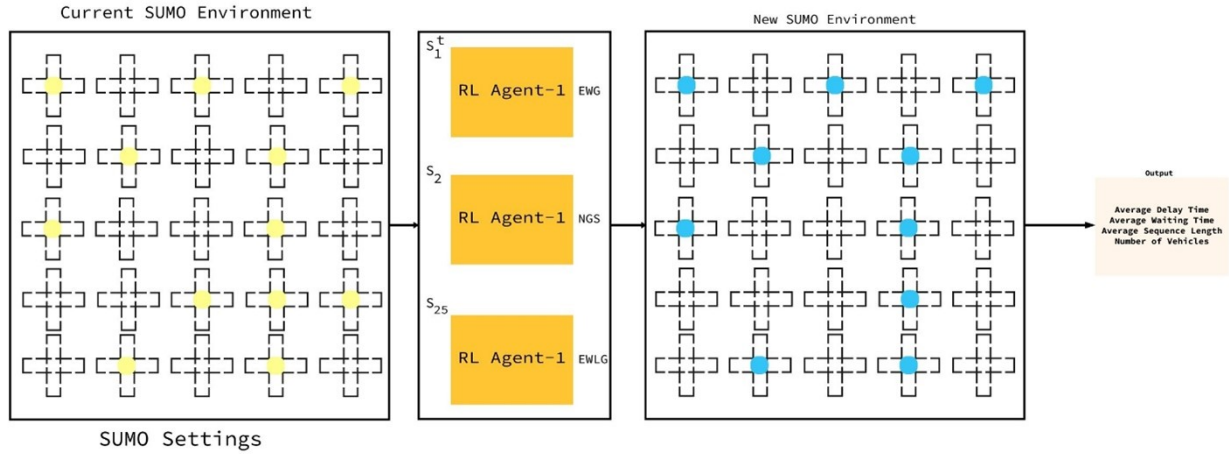 Current SUMO Environment
New SUMO Environment
S1t
RL Agent-1
EWG
S2
RL Agent-1
NGS
S25
RL Agent-1
EWLG
Output
Average Delay Time
Average Waiting Time
Average Sequence Length
Number of Vehicles
SUMO Settings